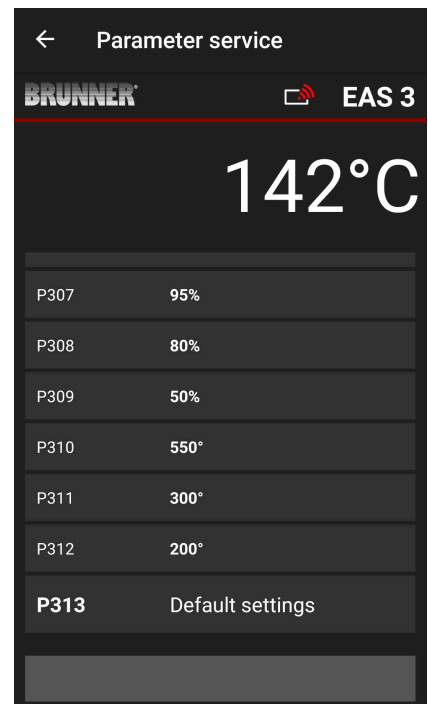 Parameter service
BRUNNER
EAS 3
142°C
P307 95%
P308 80%
P309 50%
P310 550°
P311 300°
P312 200°
P313 Default settings